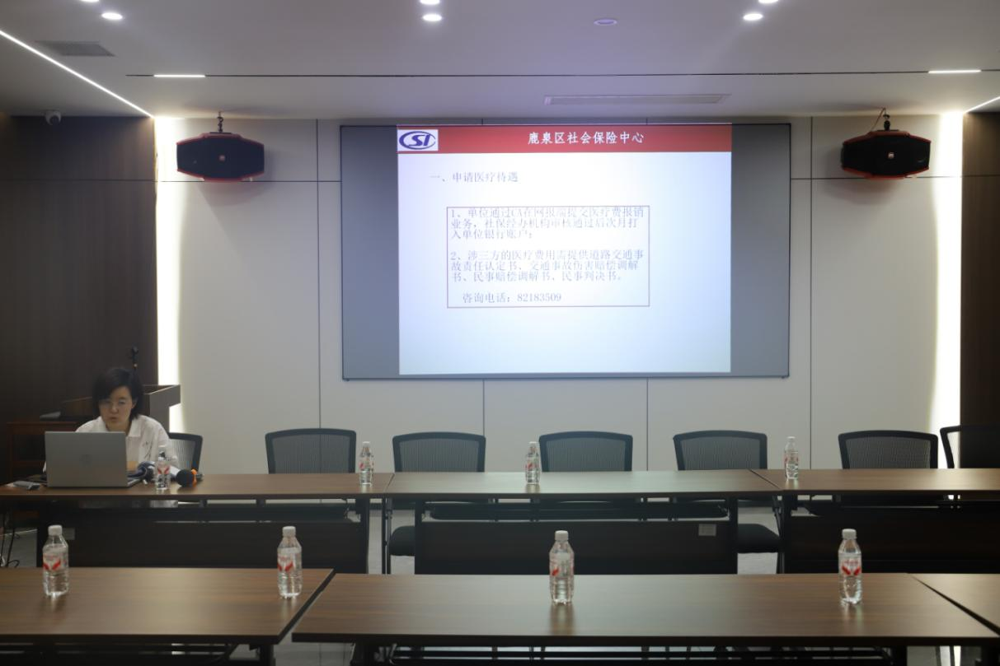 CSI
鹿泉区社会保险中心
一、申请医疗待遇
1、单位通过CA在网报端提交医疗费报销
业务，社保经办机构审核通过后次月打
入单位银行账户；
2、涉三方的医疗费用需提供道路交通事
故责任认定书、交通事故伤害赔偿调解
书、民事赔偿调解书、民事判决书。
咨询电话：82183509